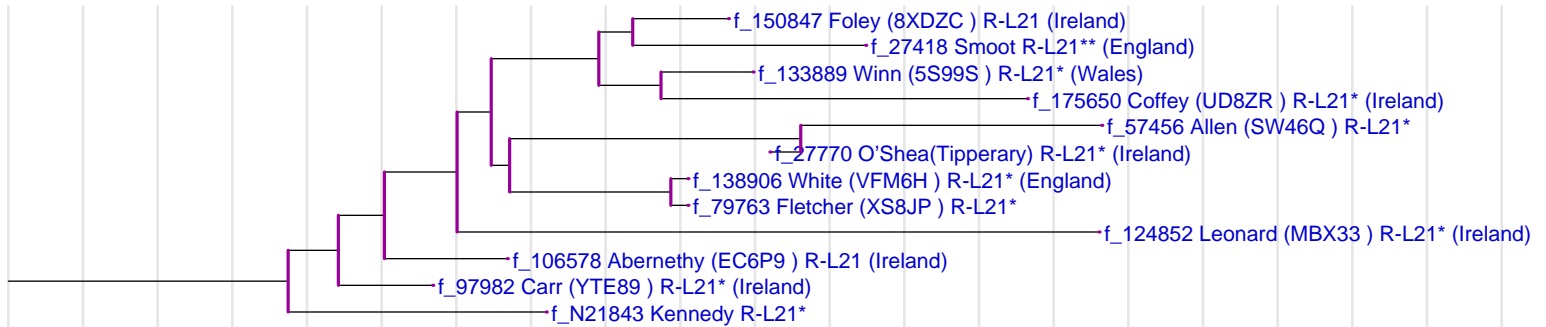 f_150847 Foley (8XDZC ) R-L21 (Ireland)
f_27418 Smoot R-L21** (England)
f_133889 Winn (5S99S ) R-L21* (Wales)
f_175650 Coffey (UD8ZR ) R-L21* (Ireland)
f_57456 Allen (SW46Q ) R-L21*
f_27770 O'Shea(Tipperary) R-L21* (Ireland)
f_138906 White (VFM6H ) R-L21* (England)
f_79763 Fletcher (XS8JP ) R-L21*
f_124852 Leonard (MBX33 ) R-L21* (Ireland)
f_106578 Abernethy (EC6P9 ) R-L21 (Ireland)
f_97982 Carr (YTE89 ) R-L21* (Ireland)
f_N21843 Kennedy R-L21*